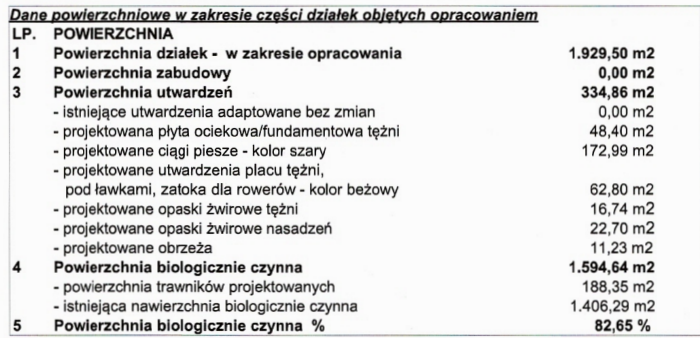 Dane powierzchniowe w zakresie części działek objętych opracowaniem
LP. POWIERZCHNIA
1 Powierzchnia działek - w zakresie opracowania 1.929,50 m2
2 Powierzchnia zabudowy 0,00 m2
3 Powierzchnia utwardzeń 334,86 m2
- istniejące utwardzenia adaptowane bez zmian 0,00 m2
- projektowana płyta ociekowa/fundamentowa tężni 48,40 m2
- projektowane ciągi piesze - kolor szary 172,99 m2
- projektowane utwardzenia placu tężni,
pod ławkami, zatoka dla rowerów - kolor beżowy 62,80 m2
- projektowane opaski żwirowe tężni 16,74 m2
- projektowane opaski żwirowe nasadzeń 22,70 m2
- projektowane obrzeża 11,23 m2
4 Powierzchnia biologicznie czynna 1.594,64 m2
- powierzchnia trawników projektowanych 188,35 m2
- istniejąca nawierzchnia biologicznie czynna 1.406,29 m2
5 Powierzchnia biologicznie czynna % 82,65 %